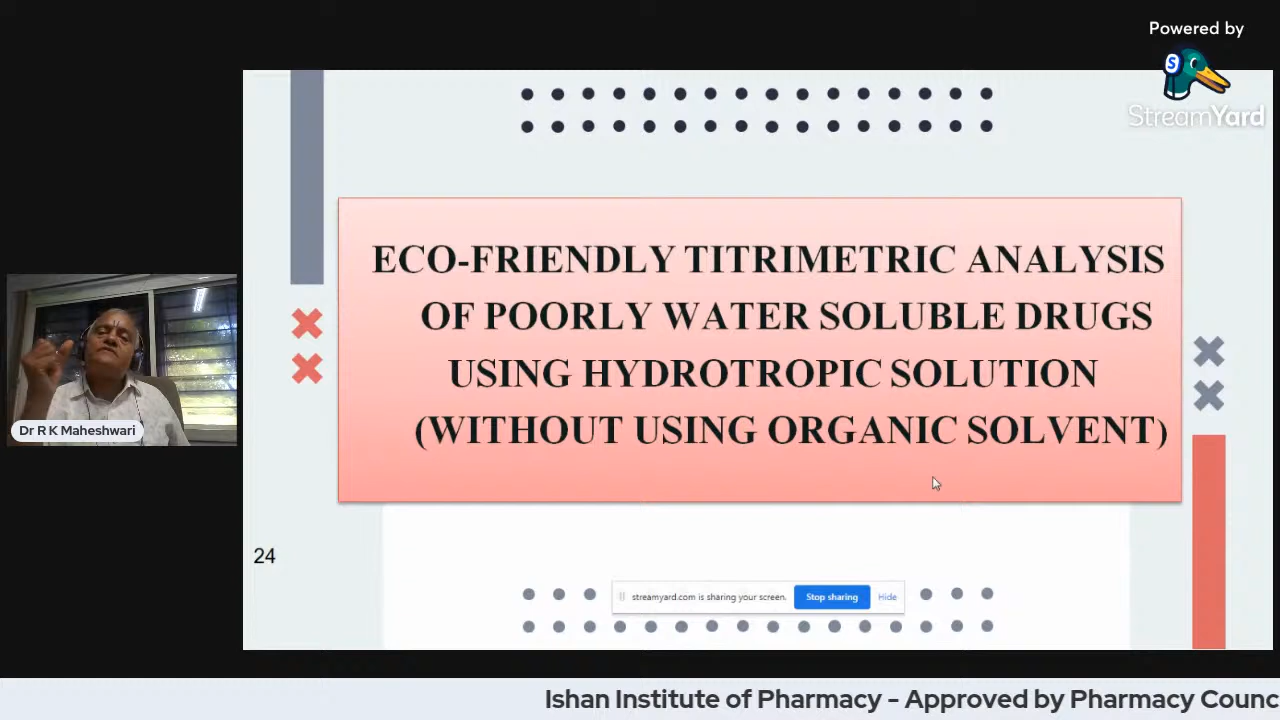 Powered by
StreamYard
ECO-FRIENDLY TITRIMETRIC ANALYSIS
OF POORLY WATER SOLUBLE DRUGS
USING HYDROTROPIC SOLUTION
(WITHOUT USING ORGANIC SOLVENT)
Dr R K Maheshwari
24
streamyard.com is sharing your screen.
Stop sharing
Hide
Ishan Institute of Pharmacy - Approved by Pharmacy Counc